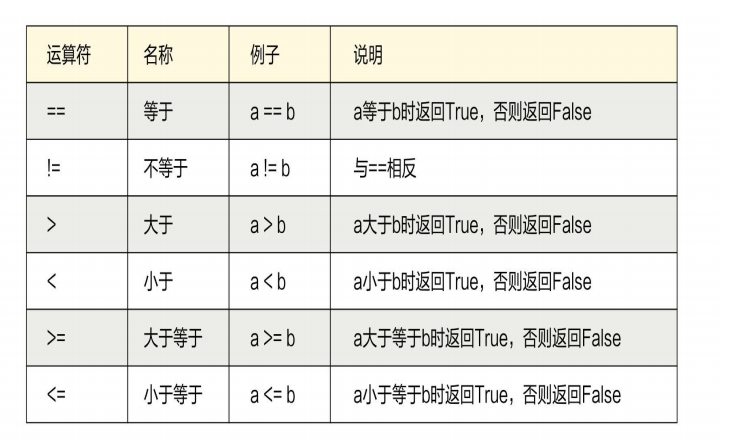 运算符 名称 例子 说明
== 等于 a == b a等于b时返回True，否则返回False
!= 不等于 a != b 与==相反
> 大于 a > b a大于b时返回True，否则返回False
< 小于 a < b a小于b时返回True，否则返回False
>= 大于等于 a >= b a大于等于b时返回True，否则返回False
<= 小于等于 a <= b a小于等于b时返回True，否则返回False